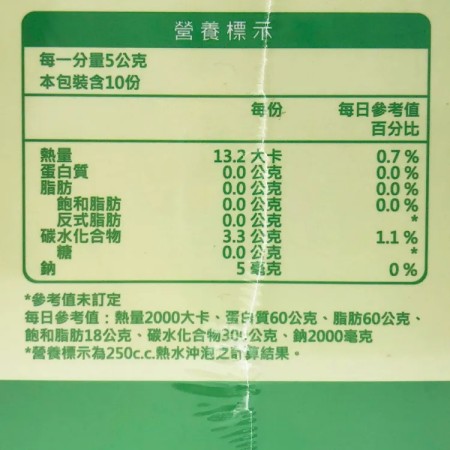 營養標示
每一分量5公克
本包裝含10份
每份 每日參考值
百分比
熱量 13.2 大卡 0.7 %
蛋白質 0.0 公克 0.0 %
脂肪 0.0 公克 0.0 %
飽和脂肪 0.0 公克 0.0 %
反式脂肪 0.0 公克 *
碳水化合物 3.3 公克 1.1 %
糖 0.0 公克 *
鈉 5 毫克 0 %
*參考值未訂定
每日參考值：熱量2000大卡、蛋白質60公克、脂肪60公克、
飽和脂肪18公克、碳水化合物300公克、鈉2000毫克
*營養標示為250c.c.熱水沖泡之計算結果。